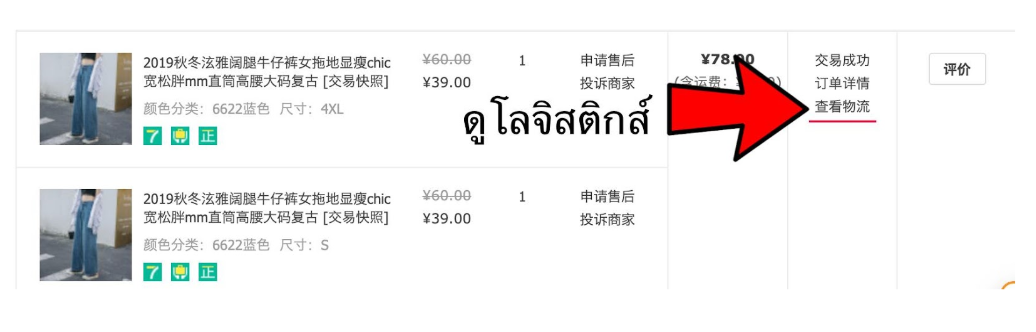 2019秋冬泫雅阔腿牛仔裤女拖地显瘦chic
宽松胖mm直筒高腰大码复古 [交易快照]
颜色分类：6622蓝色 尺寸：4XL
7 正
¥60.00
¥39.00
1
申请售后
投诉商家
(含运费：
交易成功
订单详情
查看物流
评价
ดูโลจิสติกส์
2019秋冬泫雅阔腿牛仔裤女拖地显瘦chic
宽松胖mm直筒高腰大码复古 [交易快照]
颜色分类：6622蓝色 尺寸：S
7 正
¥60.00
¥39.00
1
申请售后
投诉商家